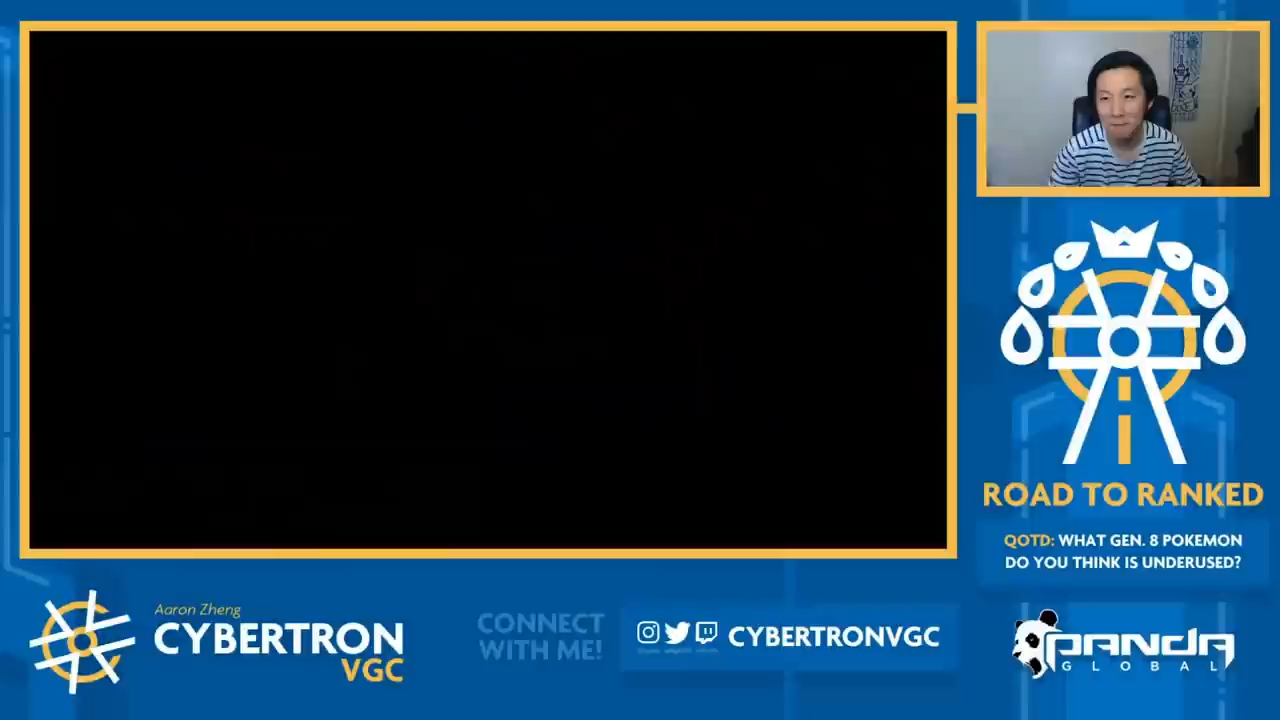 ROAD TO RANKED
QOTD: WHAT GEN. 8 POKEMON
DO YOU THINK IS UNDERUSED?
Aaron Zheng
CYBERTRON
VGC
CONNECT
WITH ME!
CYBERTRONVGC
PANDA
GLOBAL